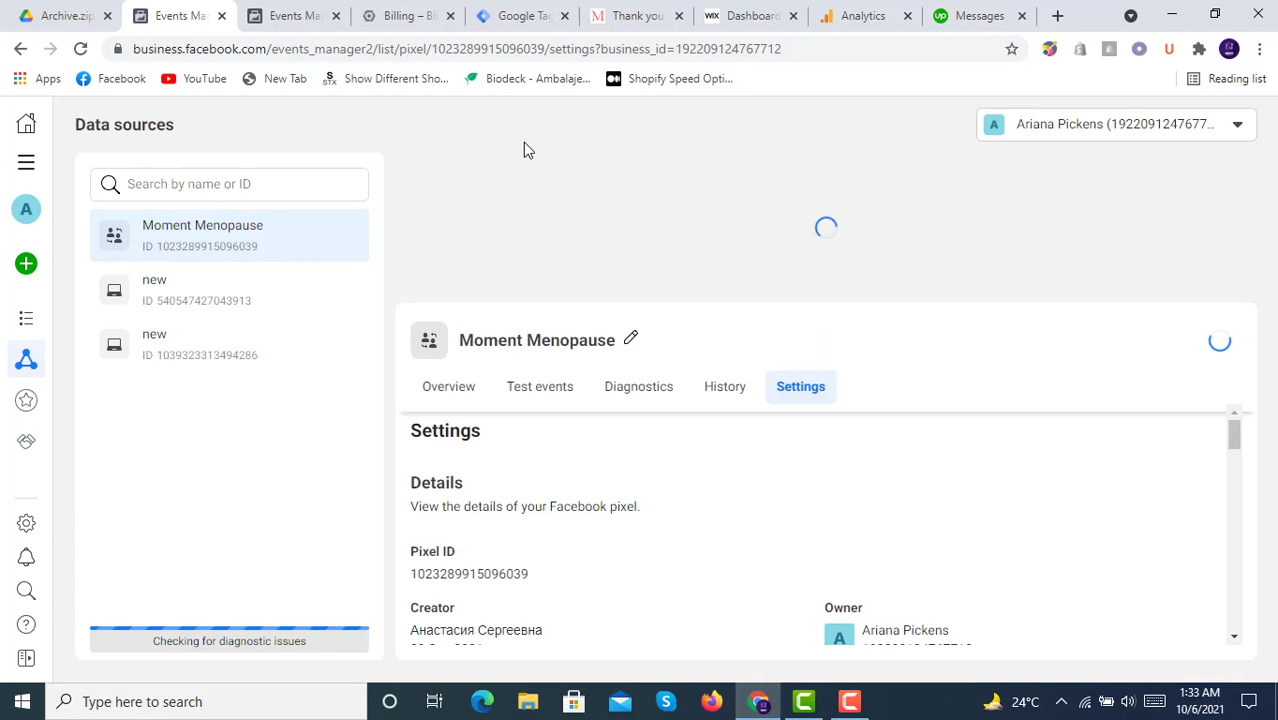 Archive.zip
Events Ma
Events Ma
Billing – Bi
Google Tag
Thank you
WIX Dashboard
Analytics
up Messages
business.facebook.com/events_manager2/list/pixel/1023289915096039/settings?business_id=192209124767712
Apps
Facebook
YouTube
New Tab
STX Show Different Sho...
Biodeck - Ambalaje...
Shopify Speed Opti...
Reading list
Data sources
A Ariana Pickens (1922091247677...
A
Search by name or ID
Moment Menopause
ID 1023289915096039
new
ID 540547427043913
new
ID 1039323313494286
Checking for diagnostic issues
Moment Menopause
Overview
Test events
Diagnostics
History
Settings
Settings
Details
View the details of your Facebook pixel.
Pixel ID
1023289915096039
Creator
Owner
Анастасия Сергеевна
A Ariana Pickens
Type here to search
24°C
1:33 AM
10/6/2021